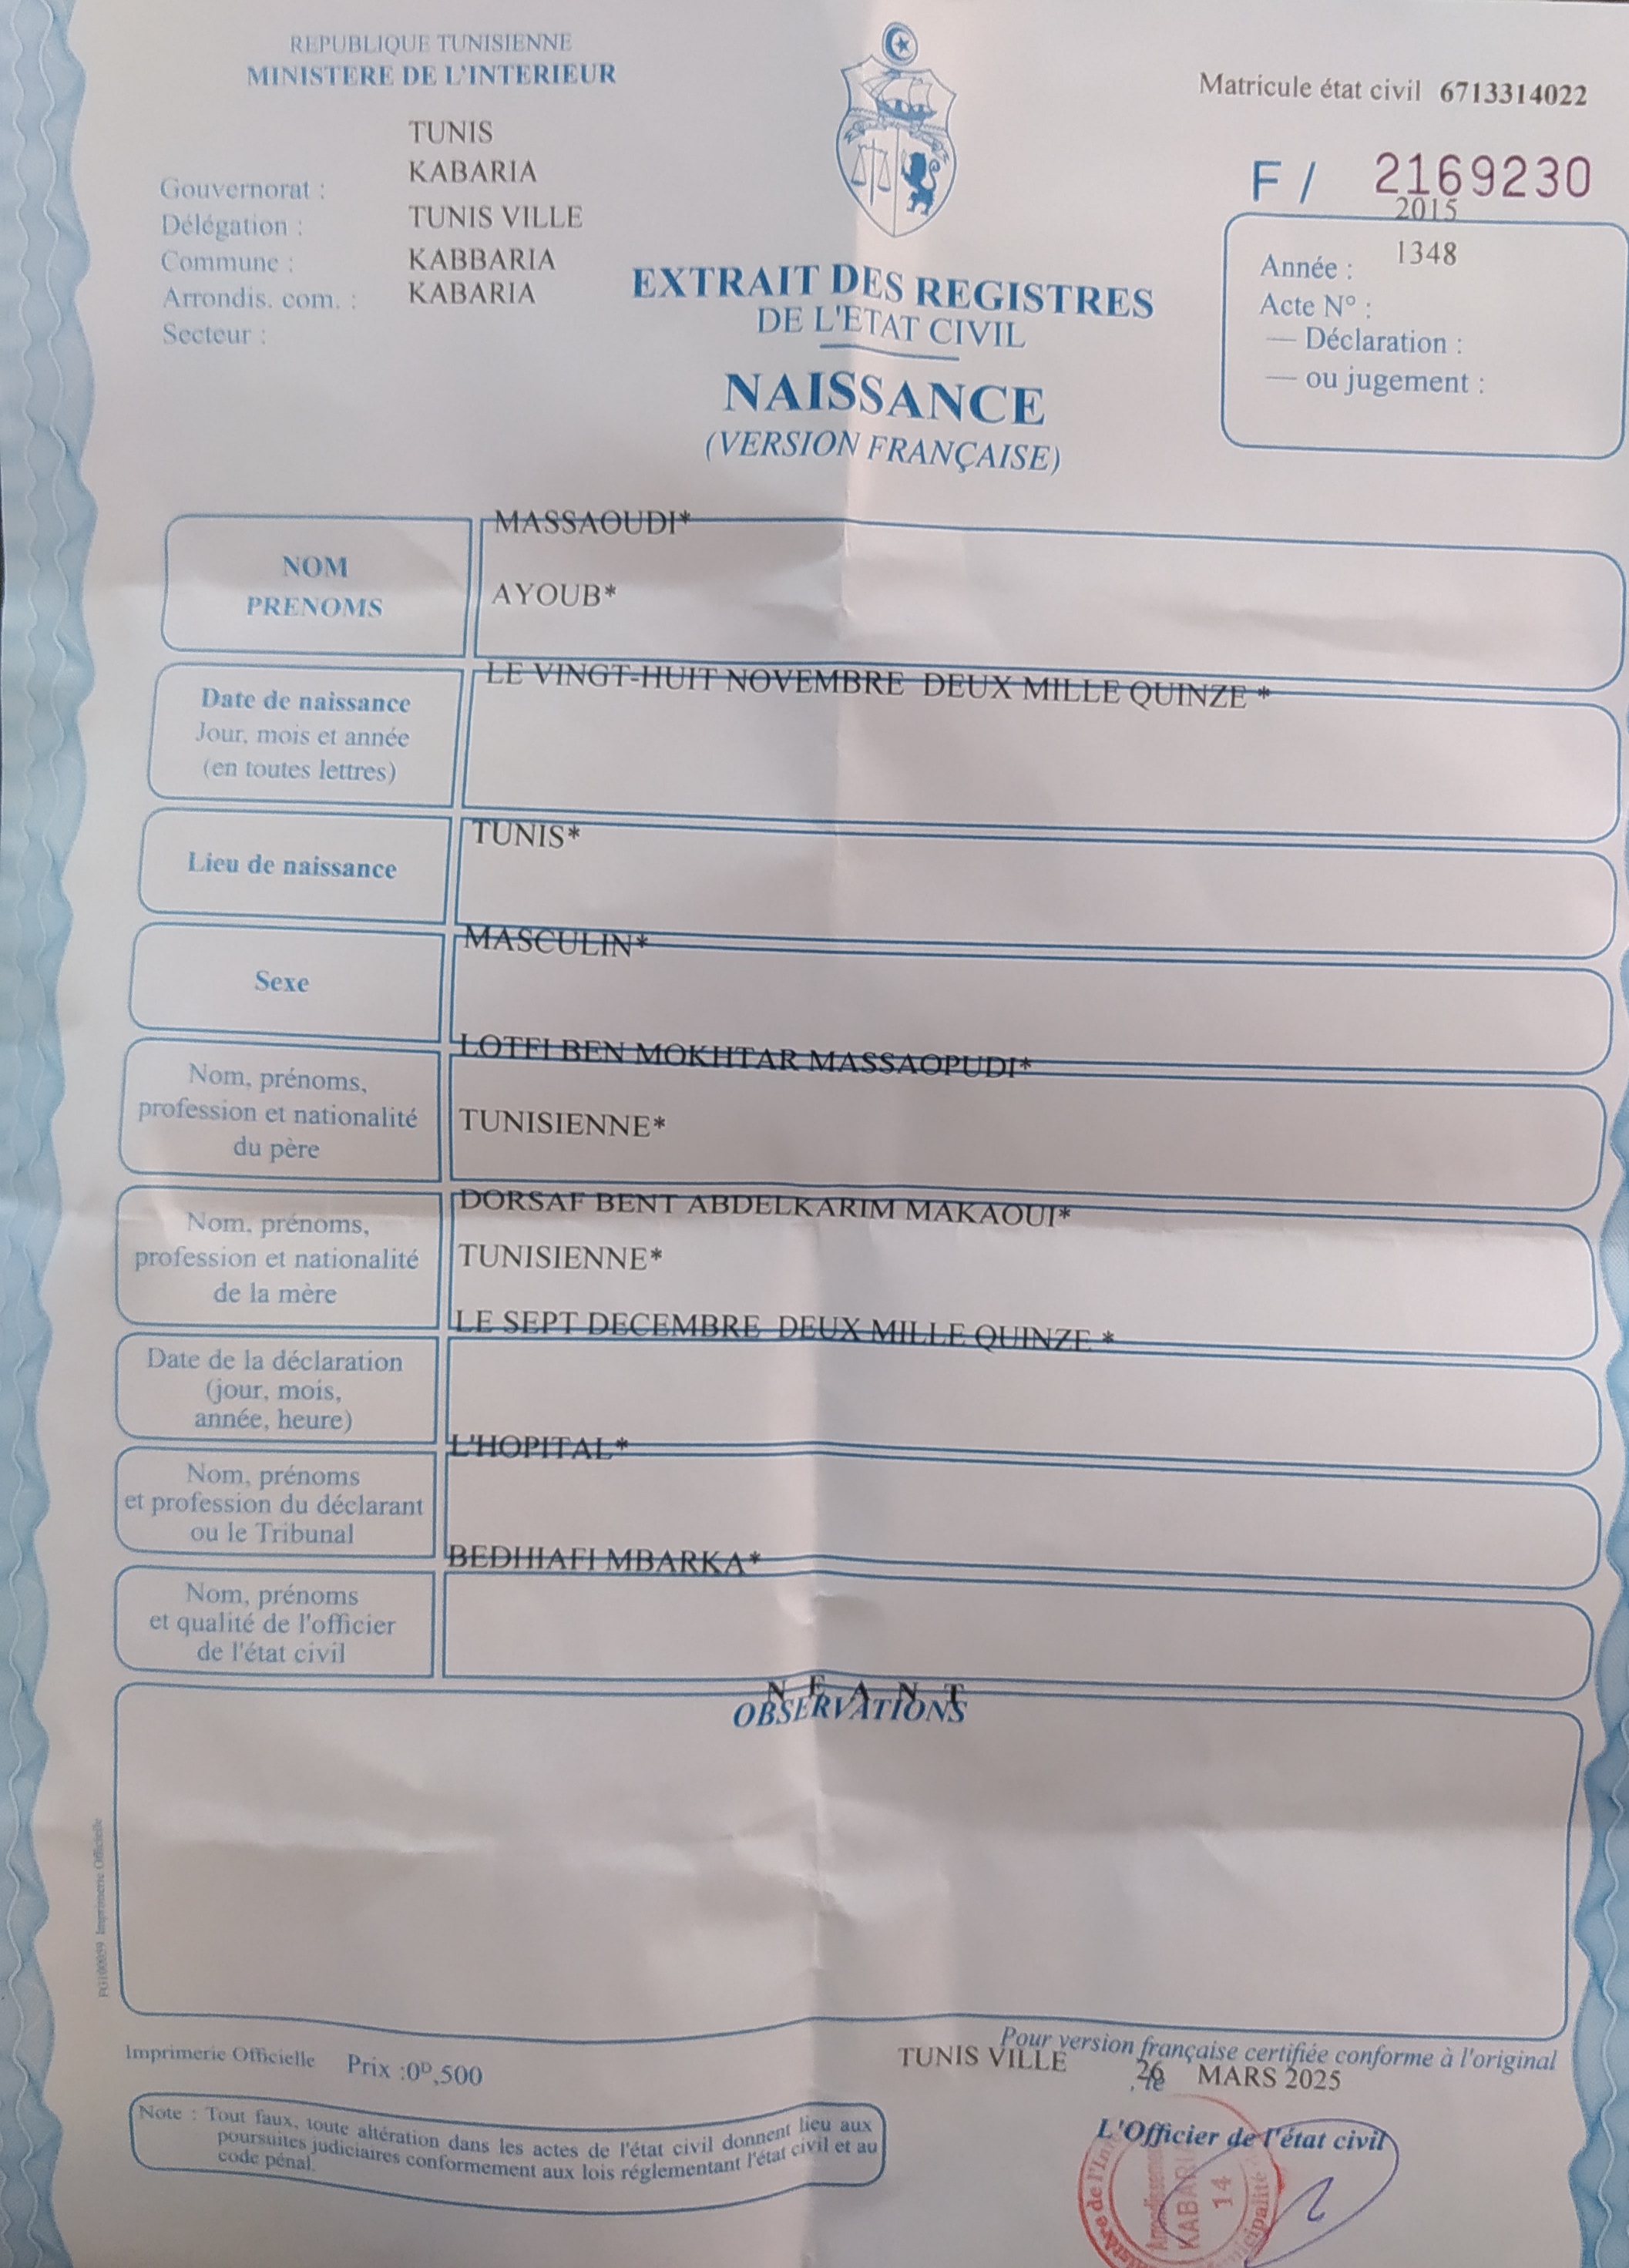 REPUBLIQUE TUNISIENNE
MINISTERE DE L'INTERIEUR
Matricule état civil 6713314022
F / 2169230
TUNIS
KABARIA
Gouvernorat :
TUNIS VILLE
Délégation :
KABBARIA
Commune :
KABARIA
Arrondis. com. :
Secteur :
2015
1348
Année :
Acte N° :
— Déclaration :
— ou jugement :
EXTRAIT DES REGISTRES
DE L'ETAT CIVIL
NAISSANCE
(VERSION FRANÇAISE)
NOM
PRENOMS
MASSAOUDI*
AYOUB*
Date de naissance
Jour, mois et année
(en toutes lettres)
LE VINGT-HUIT NOVEMBRE DEUX MILLE QUINZE *
Lieu de naissance
TUNIS*
Sexe
MASCULIN*
Nom, prénoms,
profession et nationalité
du père
LOTFI BEN MOKHTAR MASSAOPUDI*
TUNISIENNE*
Nom, prénoms,
profession et nationalité
de la mère
DORSAF BENT ABDELKARIM MAKAOUI*
TUNISIENNE*
Date de la déclaration
(jour, mois,
année, heure)
LE SEPT DECEMBRE DEUX MILLE QUINZE *
Nom, prénoms
et profession du déclarant
ou le Tribunal
L'HOPITAL*
Nom, prénoms
et qualité de l'officier
de l'état civil
BEDHIAFI MBARKA*
N E A N T
OBSERVATIONS
Imprimerie Officielle
Imprimerie Officielle Prix :0ᴰ,500
Pour version française certifiée conforme à l'original
TUNIS VILLE , le 26 MARS 2025
L'Officier de l'état civil
Note : Tout faux, toute altération dans les actes de l'état civil donnent lieu aux
poursuites judiciaires conformement aux lois réglementant l'état civil et au
code pénal.
KABARIA
14